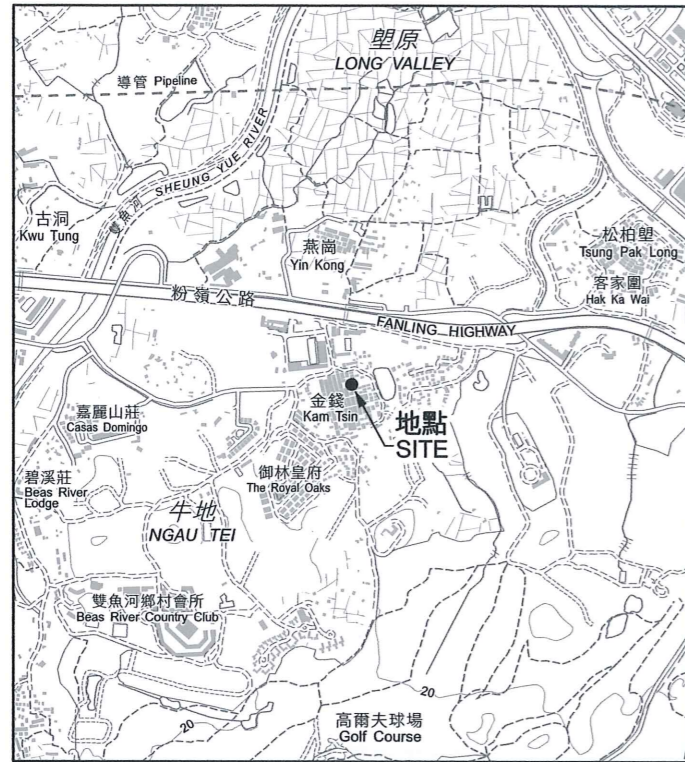 塱原
LONG VALLEY
導管 Pipeline
雙魚河 SHEUNG YUE RIVER
古洞
Kwu Tung
燕崗
Yin Kong
松柏塱
Tsung Pak Long
客家圍
Hak Ka Wai
粉嶺公路
FANLING HIGHWAY
金錢
Kam Tsin
地點
SITE
嘉麗山莊
Casas Domingo
碧溪莊
Beas River
Lodge
御林皇府
The Royal Oaks
牛地
NGAU TEI
雙魚河鄉村會所
Beas River Country Club
20
20
高爾夫球場
Golf Course